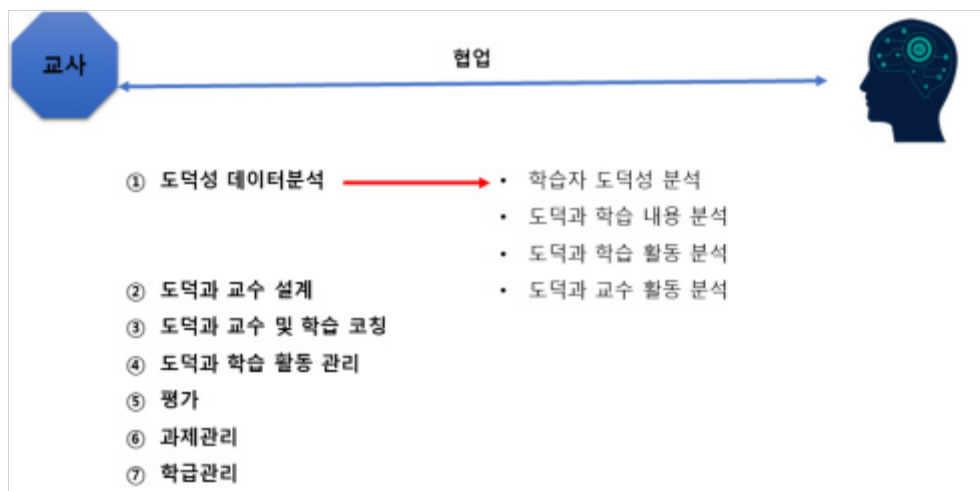 교사
협업
① 도덕성 데이터분석
• 학습자 도덕성 분석
• 도덕과 학습 내용 분석
• 도덕과 학습 활동 분석
• 도덕과 교수 활동 분석
② 도덕과 교수 설계
③ 도덕과 교수 및 학습 코칭
④ 도덕과 학습 활동 관리
⑤ 평가
⑥ 과제관리
⑦ 학급관리